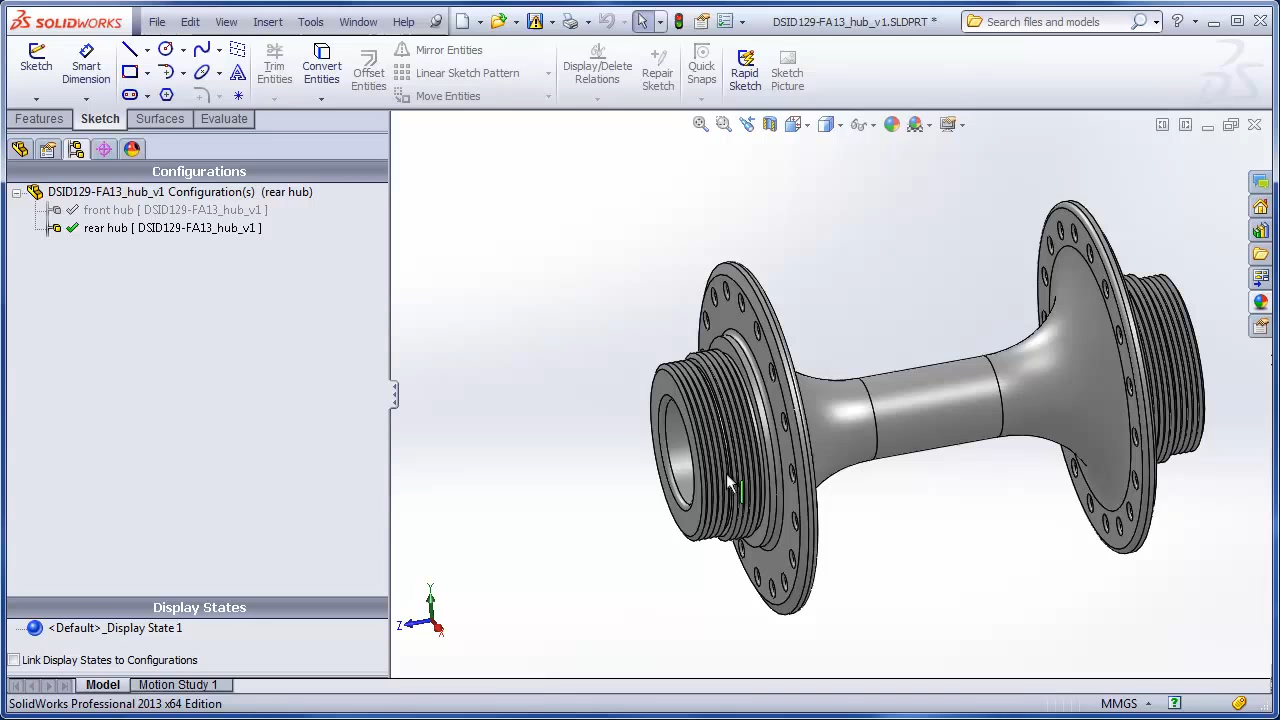 SOLIDWORKS File Edit View Insert Tools Window Help DSID129-FA13_hub_v1.SLDPRT * Search files and models
Sketch Smart Dimension Trim Entities Convert Entities Offset Entities Mirror Entities Linear Sketch Pattern Move Entities Display/Delete Relations Repair Sketch Quick Snaps Rapid Sketch Sketch Picture
Features Sketch Surfaces Evaluate
Configurations
DSID129-FA13_hub_v1 Configuration(s) (rear hub)
front hub [ DSID129-FA13_hub_v1 ]
rear hub [ DSID129-FA13_hub_v1 ]
Display States
<Default>_Display State 1
Link Display States to Configurations
Y
Z
X
Model Motion Study 1
SolidWorks Professional 2013 x64 Edition MMGS